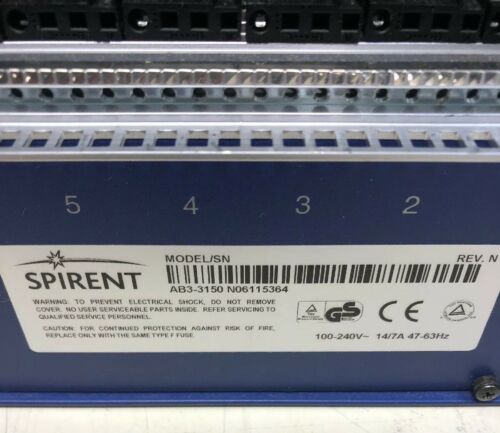 5 4 3 2
SPIRENT
MODEL/SN
REV. N
AB3-3150 N06115364
WARNING: TO PREVENT ELECTRICAL SHOCK, DO NOT REMOVE
COVER. NO USER SERVICEABLE PARTS INSIDE. REFER SERVICING TO
QUALIFIED SERVICE PERSONNEL.
CAUTION: FOR CONTINUED PROTECTION AGAINST RISK OF FIRE,
REPLACE ONLY WITH THE SAME TYPE F FUSE.
GS
CE
100-240V~ 14/7A 47-63Hz